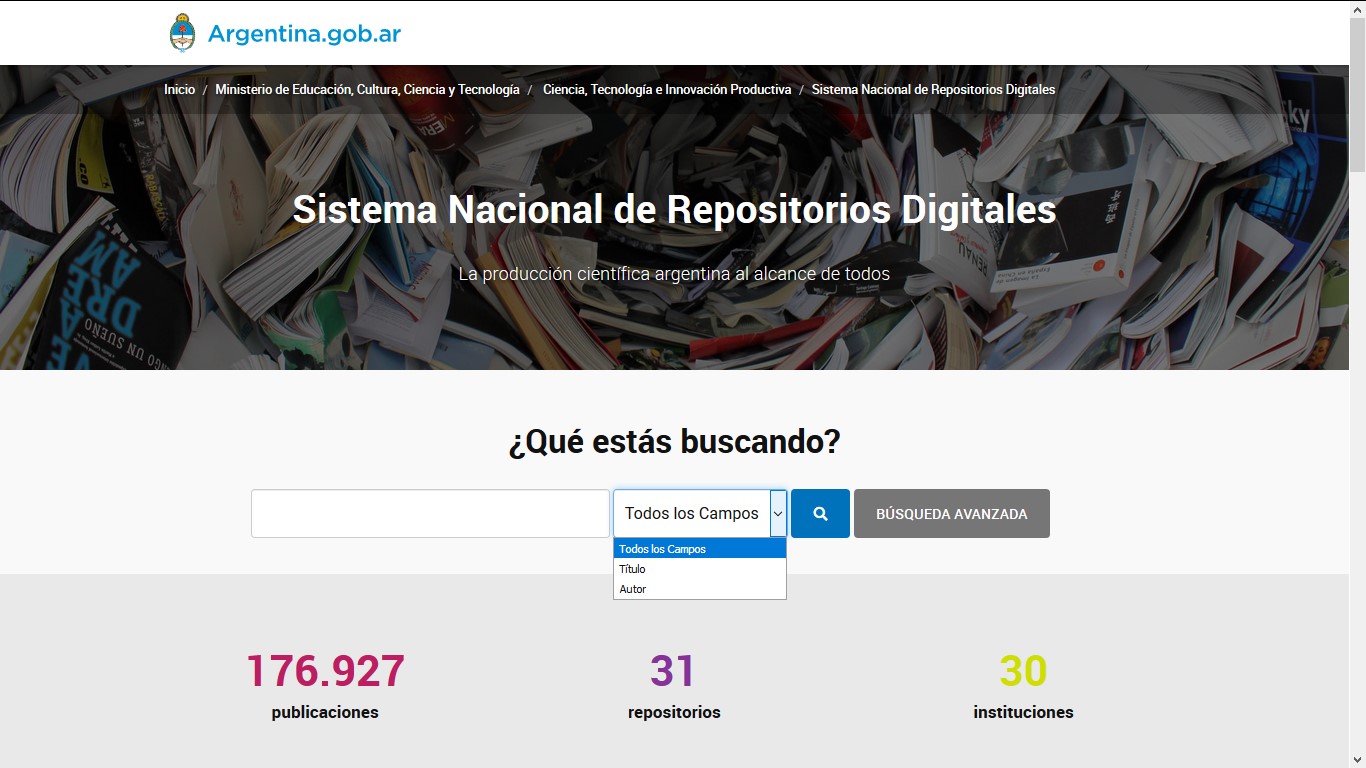 Argentina.gob.ar
Inicio / Ministerio de Educación, Cultura, Ciencia y Tecnología / Ciencia, Tecnología e Innovación Productiva / Sistema Nacional de Repositorios Digitales
Sistema Nacional de Repositorios Digitales
La producción científica argentina al alcance de todos
¿Qué estás buscando?
Todos los Campos
BÚSQUEDA AVANZADA
Todos los Campos
Título
Autor
176.927
31
30
publicaciones
repositorios
instituciones